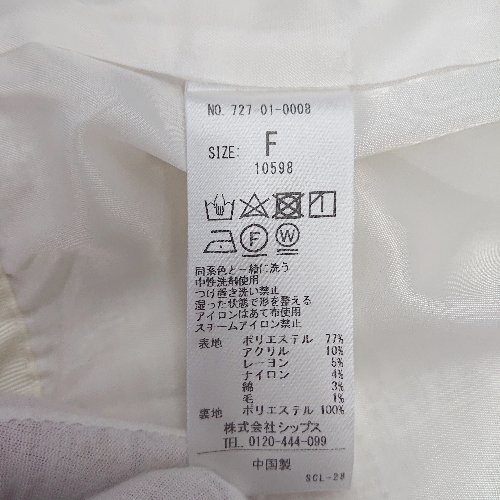 NO. 727 01-0008
SIZE: F
10598
F
W
同系色と一緒に洗う
中性洗剤使用
つけ置き洗い禁止
湿った状態で形を整える
アイロンはあて布使用
スチームアイロン禁止
表地 ポリエステル 77%
アクリル 10%
レーヨン 5%
ナイロン 4%
綿 3%
毛 1%
裏地 ポリエステル 100%
株式会社シップス
TEL. 0120-444-099
中国製
SCL-28